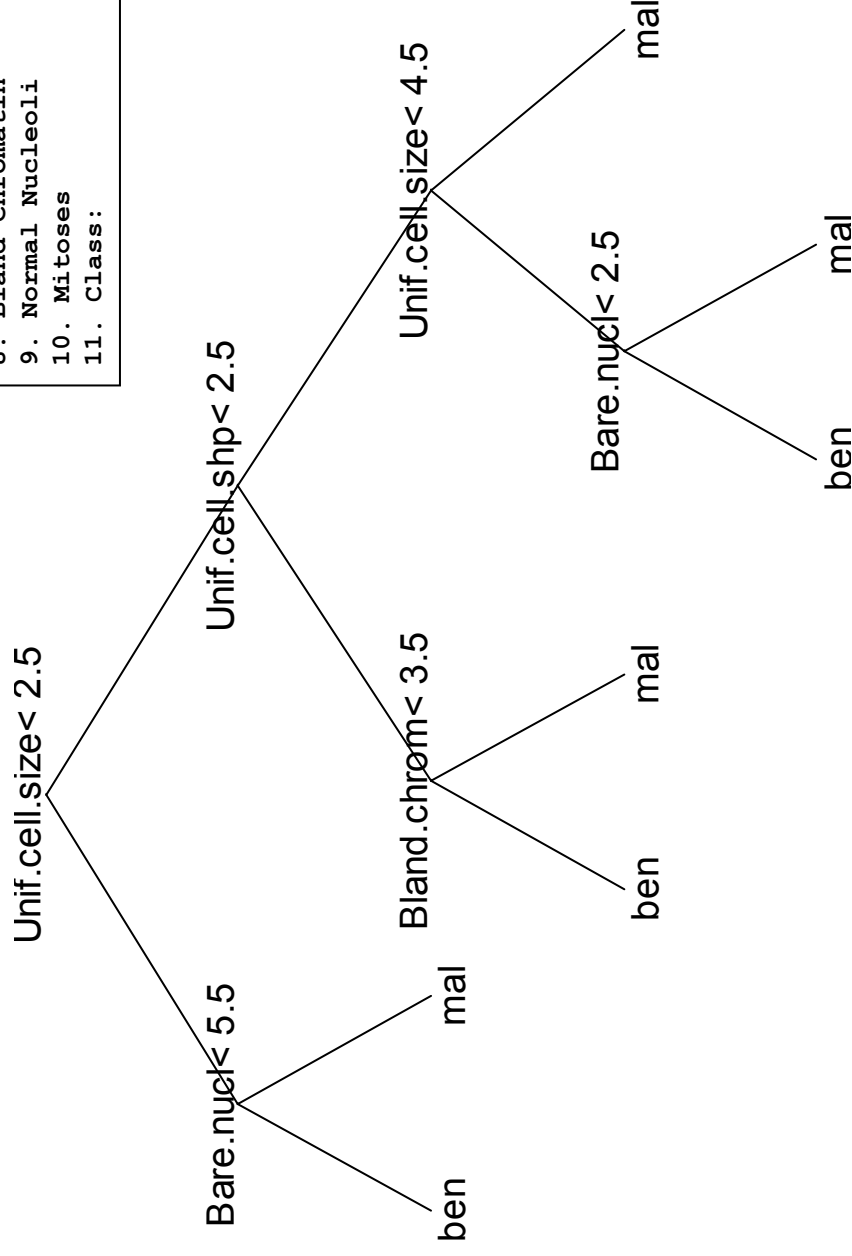 9. Normal Nucleoli
10. Mitoses
11. Class:
Unif.cell.size< 2.5
Bare.nucl< 5.5
Unif.cell.shp< 2.5
ben
mal
Bland.chrom< 3.5
Unif.cell.size< 4.5
ben
mal
Bare.nucl< 2.5
mal
ben
mal